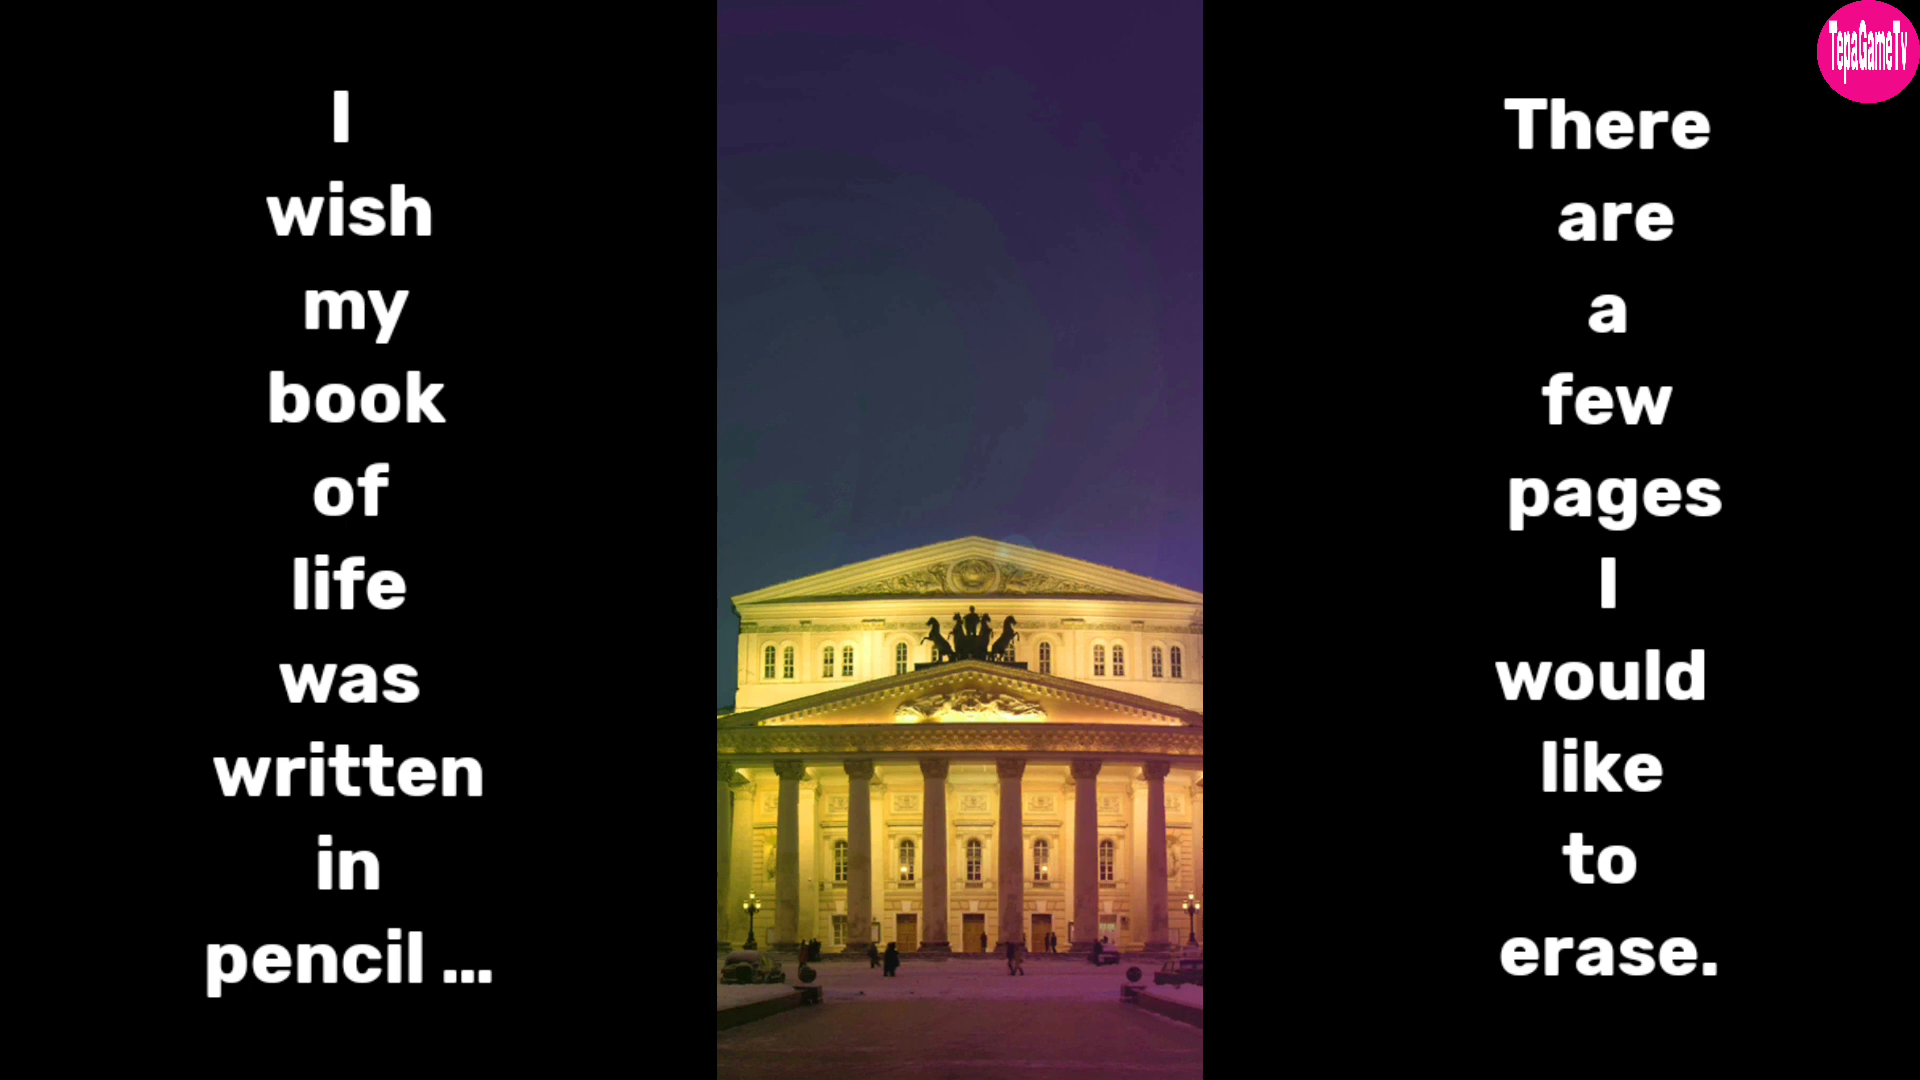 I
wish
my
book
of
life
was
written
in
pencil ...
There
are
a
few
pages
I
would
like
to
erase.
TepaGameTv